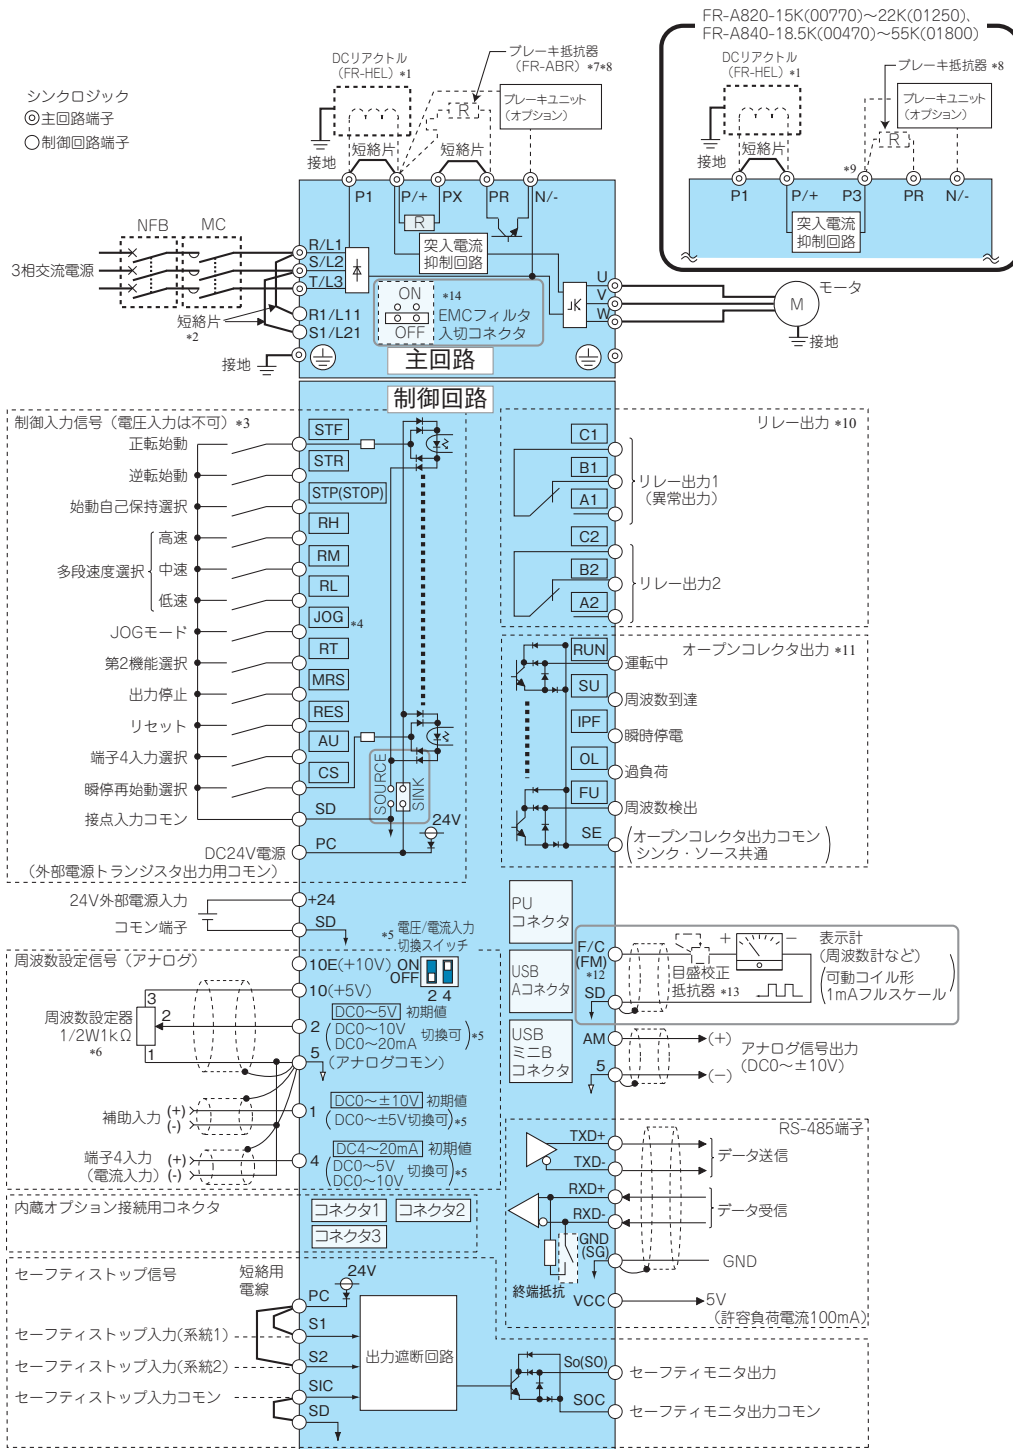 FR-A820-15K(00770)～22K(01250)、
FR-A840-18.5K(00470)～55K(01800)
DCリアクトル
(FR-HEL) *1
ブレーキ抵抗器 *8
ブレーキユニット
(オプション)
R
接地
短絡片
*9
P1 P/+ P3 PR N/-
突入電流
抑制回路
シンクロジック
主回路端子
制御回路端子
DCリアクトル
(FR-HEL) *1
ブレーキ抵抗器
(FR-ABR) *7*8
ブレーキユニット
(オプション)
R
接地
短絡片 短絡片
P1 P/+ PX PR N/-
R
突入電流
抑制回路
NFB MC
3相交流電源
R/L1
S/L2
T/L3
短絡片
*2
R1/L11
S1/L21
接地
ON
OFF
*14
EMCフィルタ
入切コネクタ
主回路
U
V
W
モータ
M
接地
制御回路
制御入力信号(電圧入力は不可) *3
正転始動 STF
逆転始動 STR
始動自己保持選択 STP(STOP)
多段速度選択
高速 RH
中速 RM
低速 RL
JOGモード JOG *4
第2機能選択 RT
出力停止 MRS
リセット RES
端子4入力選択 AU
瞬停再始動選択 CS
接点入力コモン SD
SOURCE
SINK
24V
DC24V電源 PC
(外部電源トランジスタ出力用コモン)
リレー出力 *10
C1
B1
A1
リレー出力1
(異常出力)
C2
B2
A2
リレー出力2
オープンコレクタ出力 *11
RUN 運転中
SU 周波数到達
IPF 瞬時停電
OL 過負荷
FU 周波数検出
SE (オープンコレクタ出力コモン
シンク・ソース共通)
24V外部電源入力 +24
コモン端子 SD
*5 電圧/電流入力
切換スイッチ
ON
OFF
2 4
周波数設定信号(アナログ)
10E(+10V)
10(+5V)
周波数設定器
1/2W1kΩ
*6
3
2
1
2 DC0～5V 初期値
(DC0～10V
DC0～20mA 切換可) *5
5 (アナログコモン)
補助入力 (+)
(-)
1 DC0～±10V 初期値
(DC0～±5V切換可) *5
端子4入力
(電流入力) (+)
(-)
4 DC4～20mA 初期値
(DC0～5V
DC0～10V 切換可) *5
PU
コネクタ
USB
Aコネクタ
USB
ミニB
コネクタ
F/C
(FM)
*12
SD
+ -
目盛校正
抵抗器 *13
表示計
(周波数計など)
(可動コイル形
1mAフルスケール)
AM (+)
5 (-)
アナログ信号出力
(DC0～±10V)
RS-485端子
TXD+
TXD-
データ送信
RXD+
RXD-
データ受信
GND
(SG)
GND
終端抵抗
VCC 5V
(許容負荷電流100mA)
内蔵オプション接続用コネクタ
コネクタ1 コネクタ2
コネクタ3
セーフティストップ信号
短絡用
電線
24V
PC
セーフティストップ入力(系統1) S1
セーフティストップ入力(系統2) S2
セーフティストップ入力コモン SIC
SD
出力遮断回路
So(SO) セーフティモニタ出力
SOC セーフティモニタ出力コモン